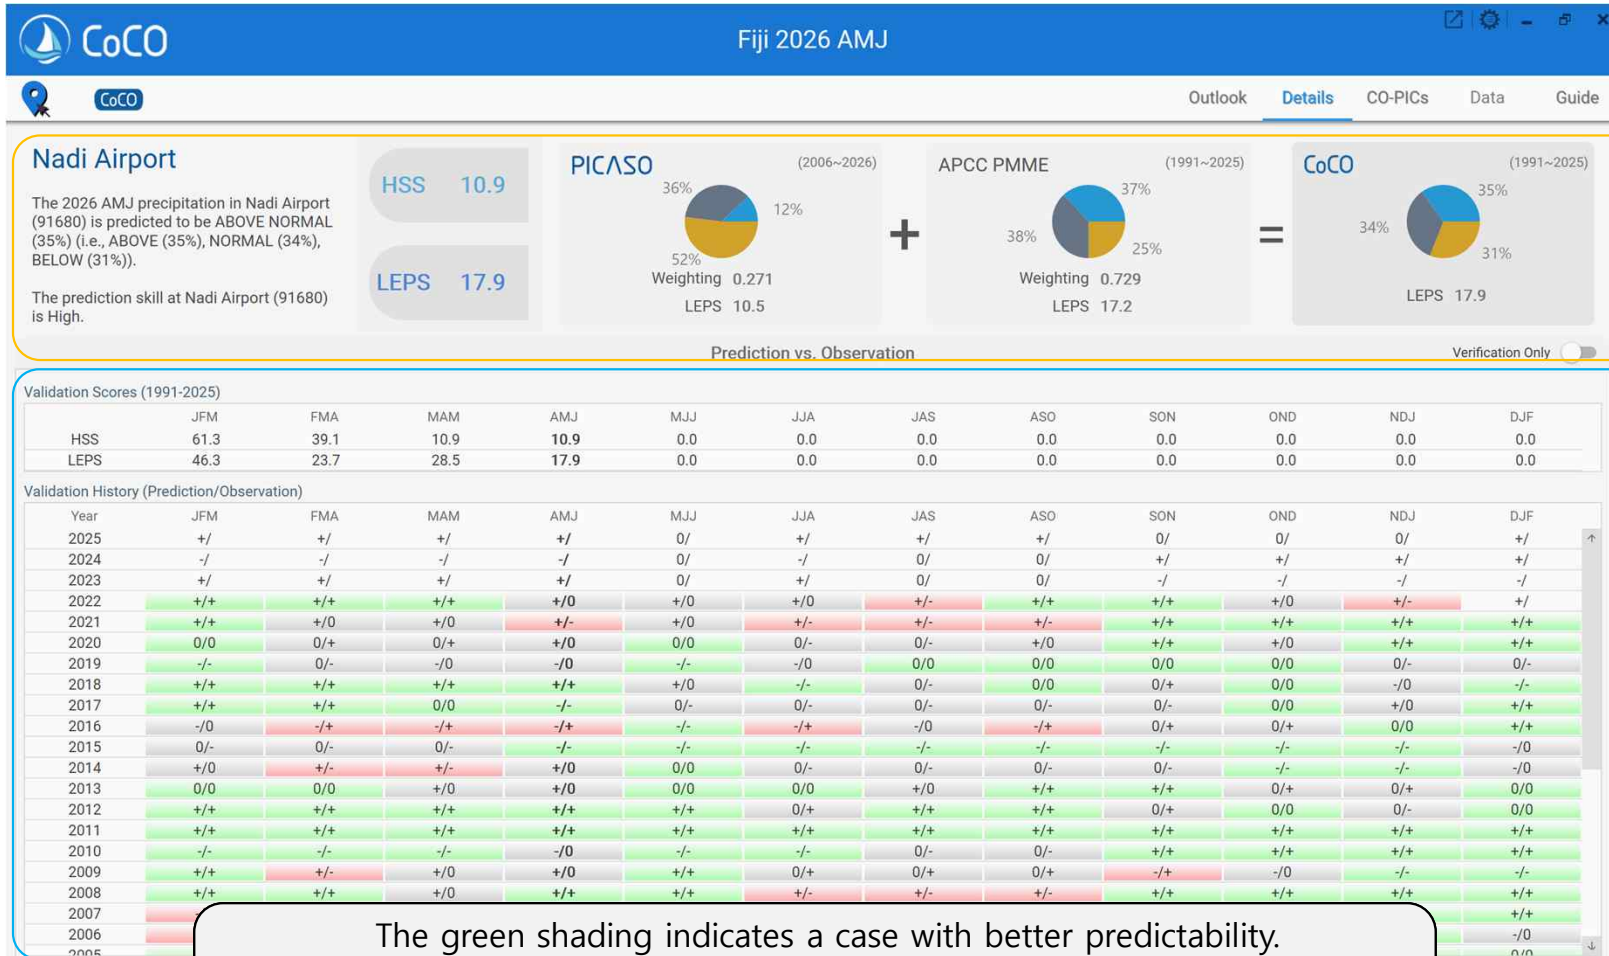 CoCO
Fiji 2026 AMJ
CoCO
Outlook Details CO-PICs Data Guide
Nadi Airport
The 2026 AMJ precipitation in Nadi Airport
(91680) is predicted to be ABOVE NORMAL
(35%) (i.e., ABOVE (35%), NORMAL (34%),
BELOW (31%)).
The prediction skill at Nadi Airport (91680)
is High.
HSS 10.9
LEPS 17.9
PICASO (2006~2026)
36%
12%
52%
Weighting 0.271
LEPS 10.5
+
APCC PMME (1991~2025)
37%
38%
25%
Weighting 0.729
LEPS 17.2
=
CoCO (1991~2025)
35%
34%
31%
LEPS 17.9
Prediction vs. Observation
Verification Only
Validation Scores (1991-2025)
JFM FMA MAM AMJ MJJ JJA JAS ASO SON OND NDJ DJF
HSS 61.3 39.1 10.9 10.9 0.0 0.0 0.0 0.0 0.0 0.0 0.0 0.0
LEPS 46.3 23.7 28.5 17.9 0.0 0.0 0.0 0.0 0.0 0.0 0.0 0.0
Validation History (Prediction/Observation)
Year JFM FMA MAM AMJ MJJ JJA JAS ASO SON OND NDJ DJF
2025 +/ +/ +/ +/ 0/ +/ +/ +/ 0/ 0/ 0/ +/
2024 -/ -/ -/ -/ 0/ -/ 0/ 0/ +/ +/ +/ +/
2023 +/ +/ +/ +/ 0/ +/ 0/ 0/ -/ -/ -/ -/
2022 +/+ +/+ +/+ +/0 +/0 +/0 +/- +/+ +/+ +/0 +/- +/
2021 +/+ +/0 +/0 +/- +/0 +/- +/- +/- +/+ +/+ +/+ +/+
2020 0/0 0/+ 0/+ +/0 0/0 0/- 0/- +/0 +/+ +/0 +/+ +/+
2019 -/- 0/- -/0 -/0 -/- -/0 0/0 0/0 0/0 0/0 0/- 0/-
2018 +/+ +/+ +/+ +/+ +/0 -/- 0/- 0/0 0/+ 0/0 -/0 -/-
2017 +/+ +/+ 0/0 -/- 0/- 0/- 0/- 0/- 0/- 0/0 +/0 +/+
2016 -/0 -/+ -/+ -/+ -/- -/+ -/0 -/+ 0/+ 0/+ 0/0 +/+
2015 0/- 0/- 0/- -/- -/- -/- -/- -/- -/- -/- -/- -/0
2014 +/0 +/- +/- +/0 0/0 0/- 0/- 0/- 0/- -/- -/- -/0
2013 0/0 0/0 +/0 +/0 0/0 0/0 +/0 +/+ +/+ 0/+ 0/+ 0/0
2012 +/+ +/+ +/+ +/+ +/+ 0/+ +/+ +/+ 0/+ 0/0 0/- 0/0
2011 +/+ +/+ +/+ +/+ +/+ +/+ +/+ +/+ +/+ +/+ +/+ +/+
2010 -/- -/- -/- -/0 -/- -/- 0/- 0/- +/+ +/+ +/+ +/+
2009 +/+ +/- +/0 +/0 +/+ 0/+ 0/+ 0/+ -/+ -/0 -/- -/-
2008 +/+ +/+ +/0 +/+ +/+ +/- +/- +/- +/+ +/+ +/+ +/+
2007 +/+
2006 -/0
The green shading indicates a case with better predictability.